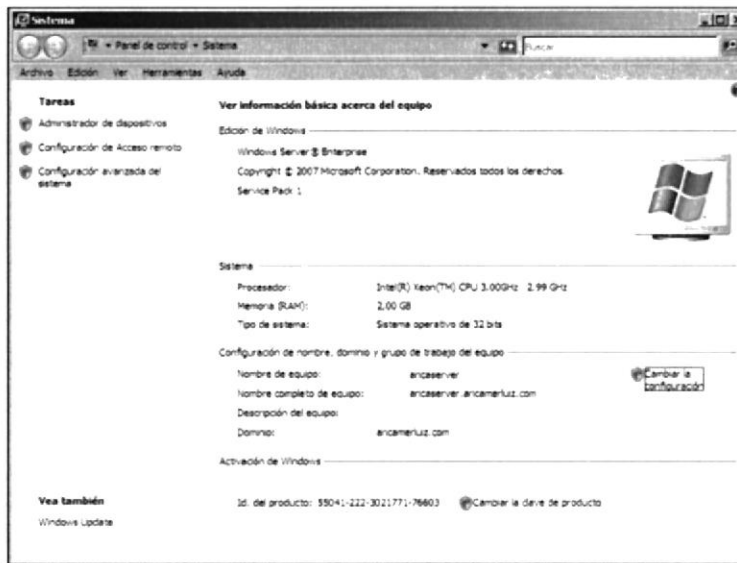 Sistema
Panel de control
Sistema
Buscar
Archivo Edición Ver Herramientas Ayuda
Tareas
Administrador de dispositivos
Configuración de Acceso remoto
Configuración avanzada del
sistema
Ver información básica acerca del equipo
Edición de Windows
Windows Server ® Enterprise
Copyright © 2007 Microsoft Corporation. Reservados todos los derechos.
Service Pack 1
Sistema
Procesador: Intel(R) Xeon(TM) CPU 3.00GHz 2.99 GHz
Memoria (RAM): 2,00 GB
Tipo de sistema: Sistema operativo de 32 bits
Configuración de nombre, dominio y grupo de trabajo del equipo
Nombre de equipo: ancaserver
Cambiar la
configuración
Nombre completo de equipo: ancaserver.ancamerluiz.com
Descripción del equipo:
Dominio: ancamerluiz.com
Activación de Windows
Id. del producto: 55041-222-3021771-76603 Cambiar la clave de producto
Vea también
Windows Update